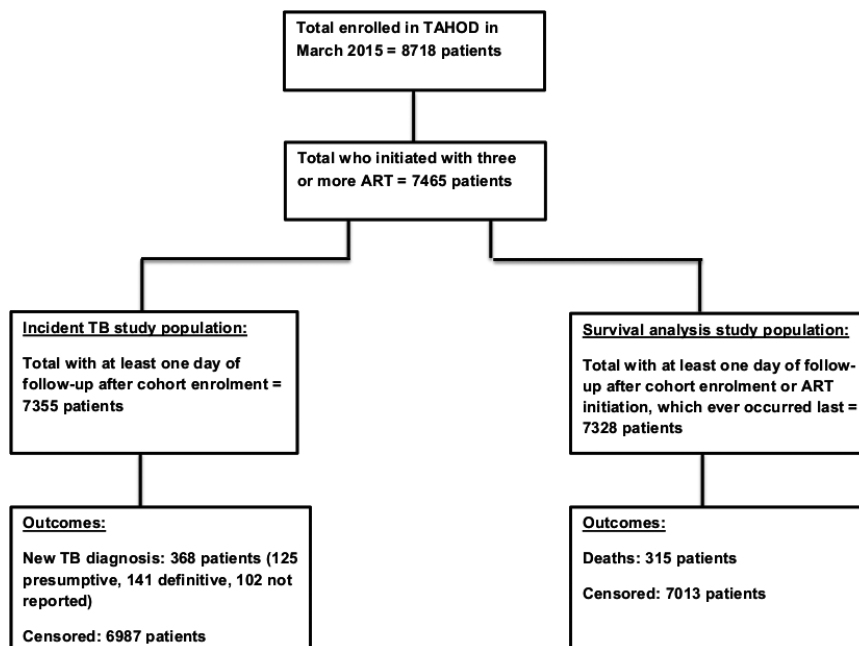 Total enrolled in TAHOD in
March 2015 = 8718 patients
Total who initiated with three
or more ART = 7465 patients
Incident TB study population:
Total with at least one day of
follow-up after cohort enrolment =
7355 patients
Survival analysis study population:
Total with at least one day of follow-
up after cohort enrolment or ART
initiation, which ever occurred last =
7328 patients
Outcomes:
New TB diagnosis: 368 patients (125
presumptive, 141 definitive, 102 not
reported)
Censored: 6987 patients
Outcomes:
Deaths: 315 patients
Censored: 7013 patients